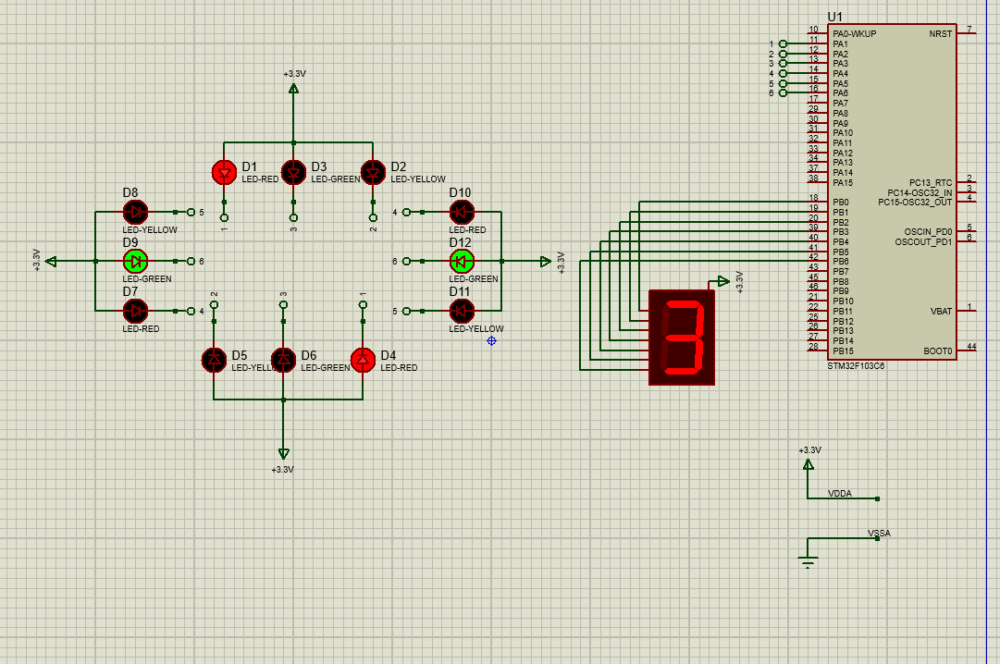 U1
10 PA0-WKUP NRST 7
1 11 PA1
2 12 PA2
3 13 PA3
4 14 PA4
5 15 PA5
6 16 PA6
17 PA7
29 PA8
30 PA9
31 PA10
32 PA11
33 PA12
34 PA13
37 PA14
38 PA15
PC13_RTC 2
PC14-OSC32_IN 3
PC15-OSC32_OUT 4
18 PB0
19 PB1
20 PB2
39 PB3
40 PB4
41 PB5
42 PB6
43 PB7
45 PB8
46 PB9
21 PB10
22 PB11
25 PB12
26 PB13
27 PB14
28 PB15
OSCIN_PD0 5
OSCOUT_PD1 6
VBAT 1
BOOT0 44
STM32F103C6
+3.3V
D1
LED-RED
D3
LED-GREEN
D2
LED-YELLOW
1
3
2
D8
LED-YELLOW
5
D9
LED-GREEN
6
D7
LED-RED
4
+3.3V
D10
LED-RED
4
D12
LED-GREEN
6
D11
LED-YELLOW
5
+3.3V
2
3
1
D5
LED-YELL
D6
LED-GREEN
D4
LED-RED
+3.3V
+3.3V
3
+3.3V
VDDA
VSSA